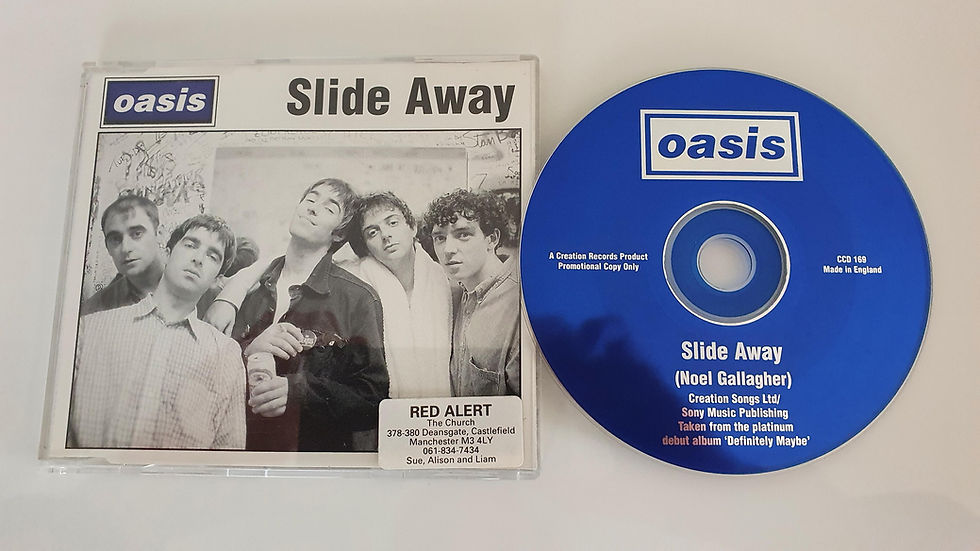 oasis
Slide Away
RED ALERT
The Church
378-380 Deansgate, Castlefield
Manchester M3 4LY
061-834-7434
Sue, Alison and Liam
oasis
A Creation Records Product
Promotional Copy Only
CCD 169
Made in England
Slide Away
(Noel Gallagher)
Creation Songs Ltd/
Sony Music Publishing
Taken from the platinum
debut album 'Definitely Maybe'